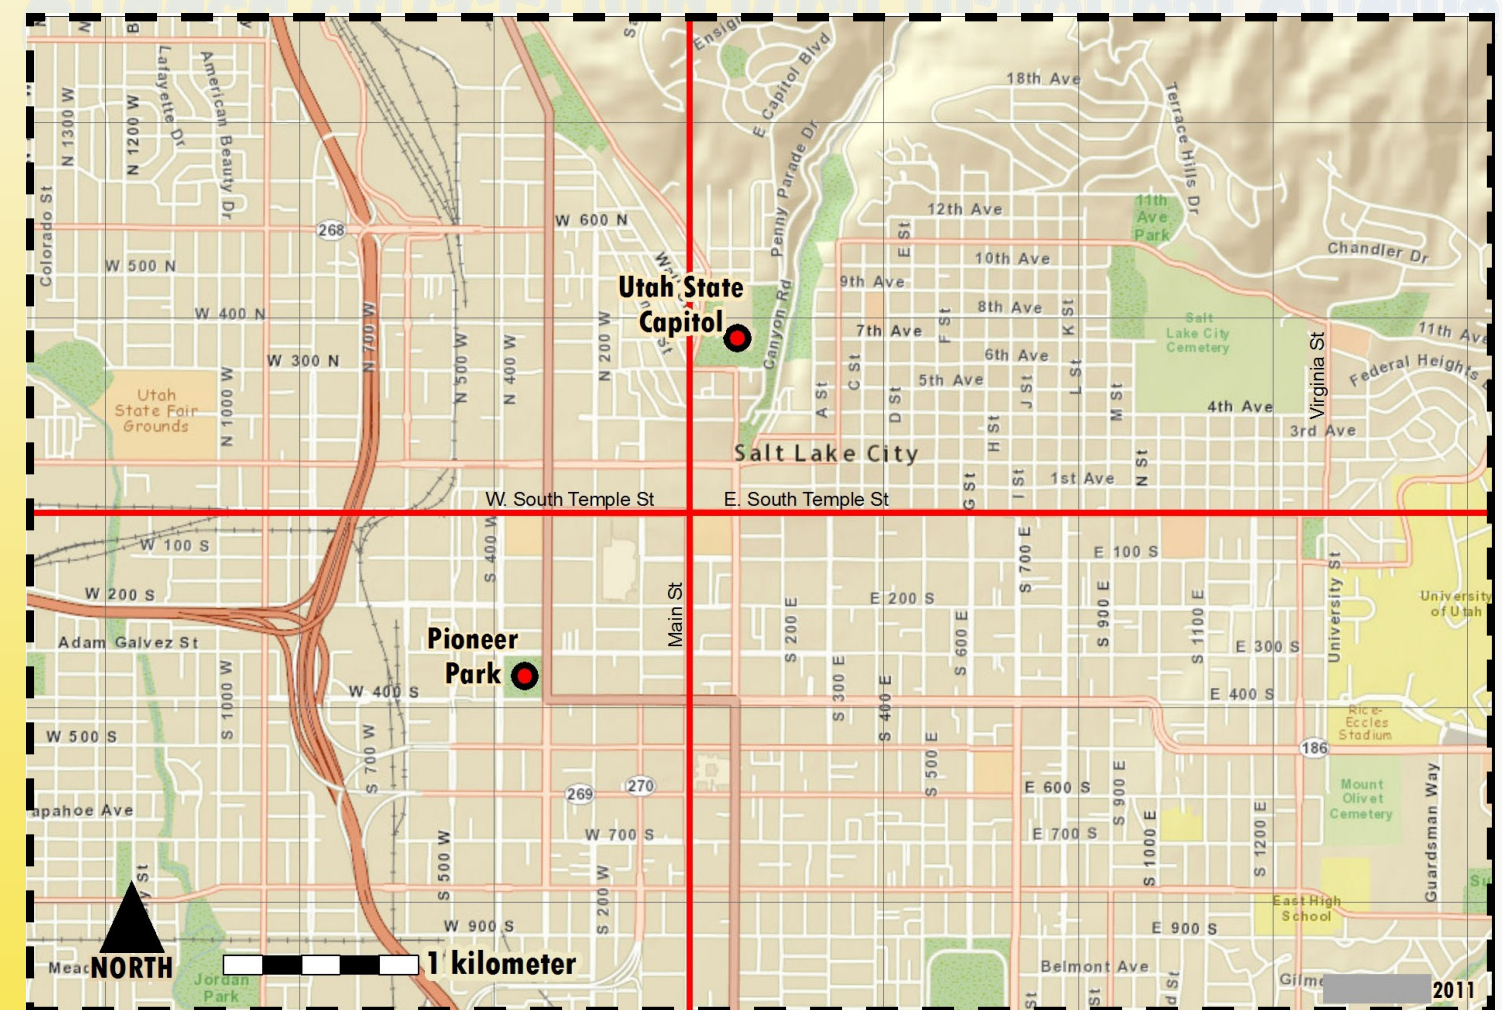 Ensign
E Capitol Blvd
18th Ave
Terrace Hills Dr
Lafayette Dr
American Beauty Dr
N 1300 W
N 1200 W
Penny Parade Dr
Colorado St
268
W 600 N
12th Ave
11th
Ave
Park
E St
10th Ave
Chandler Dr
W 500 N
Utah State
Capitol
Canyon Rd
9th Ave
8th Ave
K St
W 400 N
7th Ave
F St
Salt
Lake City
Cemetery
11th Ave
N 700 W
N 500 W
N 400 W
N 200 W
W 300 N
6th Ave
5th Ave
C St
A St
D St
J St
L St
M St
Virginia St
Federal Heights
4th Ave
3rd Ave
Utah
State Fair
Grounds
N 1000 W
H St
Salt Lake City
1st Ave
N St
G St
I St
W. South Temple St
E. South Temple St
W 100 S
S 400 W
S 700 E
E 100 S
University St
W 200 S
Main St
E 200 S
S 200 E
S 600 E
S 900 E
S 1100 E
University
of Utah
Adam Galvez St
Pioneer
Park
E 300 S
S 1000 W
W 400 S
S 300 E
S 400 E
E 400 S
Rice-
Eccles
Stadium
W 500 S
S 700 W
S 500 E
186
269
270
E 600 S
S 900 E
Mount
Olivet
Cemetery
Guardsman Way
apahoe Ave
W 700 S
E 700 S
S 1000 E
S 1200 E
S 500 W
S 200 W
W 900 S
East High
School
E 900 S
NORTH
1 kilometer
Belmont Ave
Jordan
Park
2011